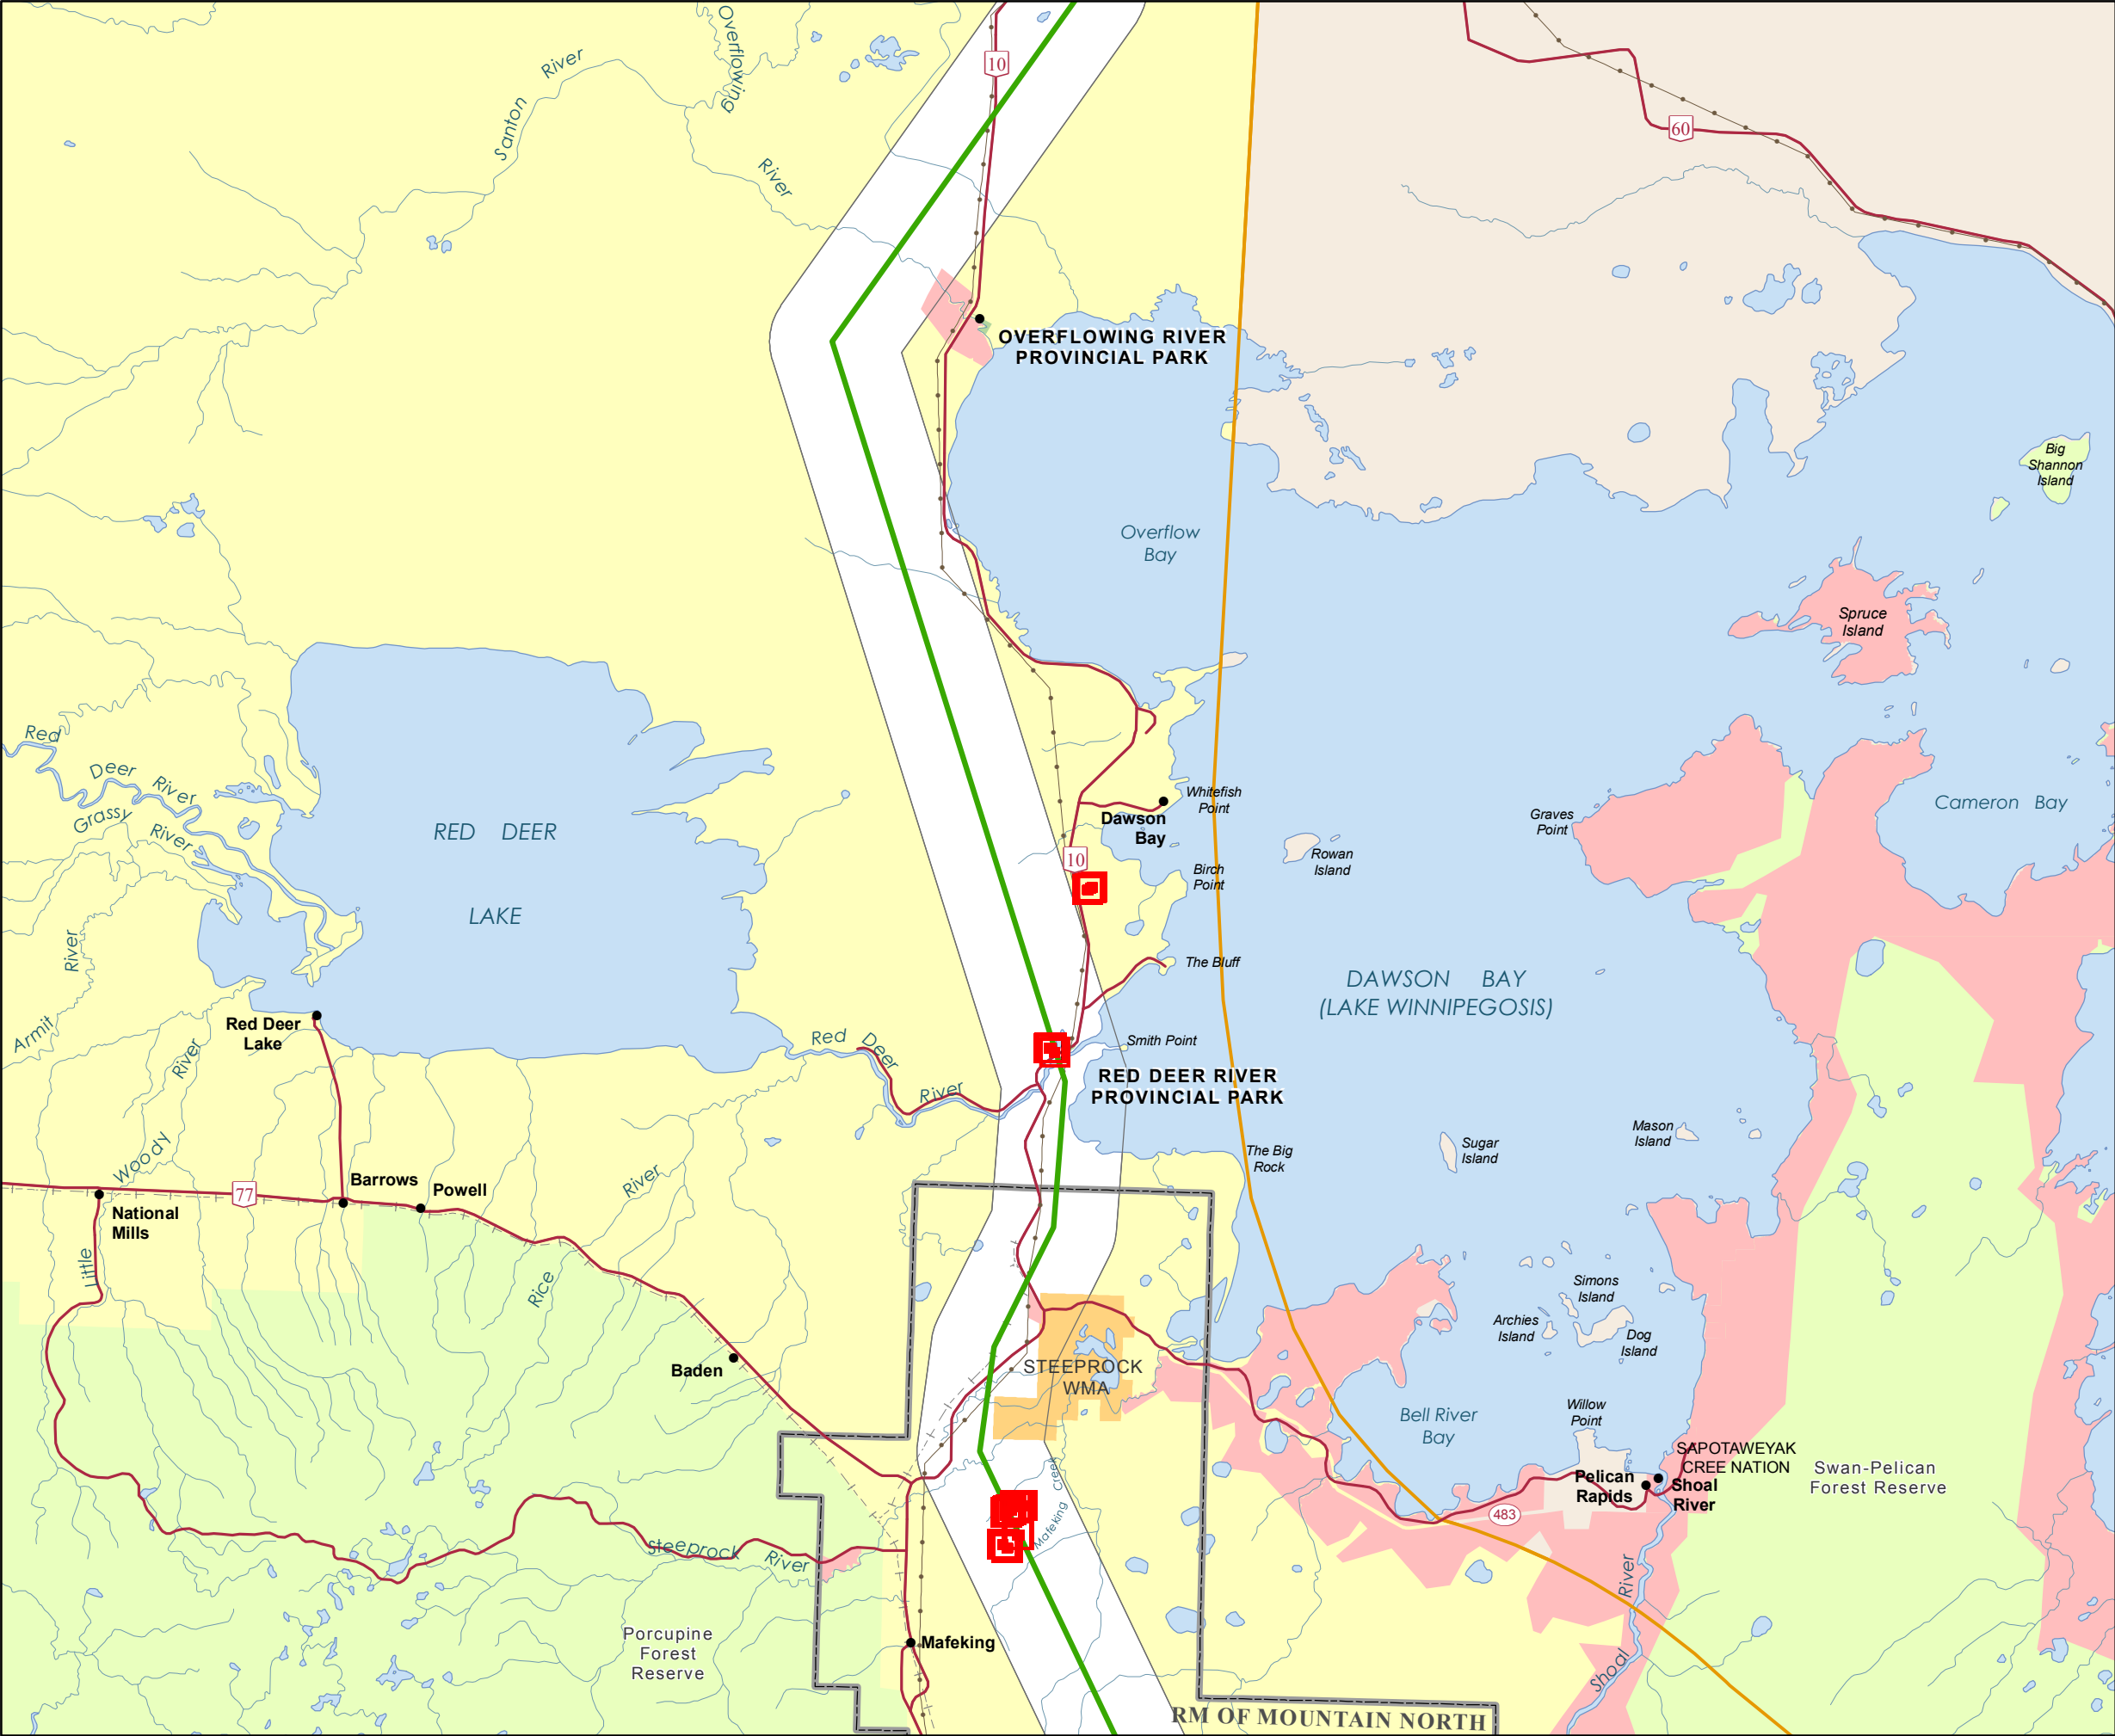 Overflowing
River
Santon
River
10
60
River
OVERFLOWING RIVER
PROVINCIAL PARK
Big
Shannon
Island
Overflow
Bay
Spruce
Island
Red
Deer
River
Grassy
River
RED DEER
LAKE
Whitefish
Point
Dawson
Bay
Graves
Point
Cameron Bay
10
Rowan
Island
Birch
Point
River
The Bluff
DAWSON BAY
(LAKE WINNIPEGOSIS)
Armit
Red Deer
Lake
River
Red
Deer
River
Smith Point
RED DEER RIVER
PROVINCIAL PARK
Mason
Island
Sugar
Island
The Big
Rock
Woody
River
77
Barrows
Powell
National
Mills
Little
Rice
Simons
Island
Archies
Island
Dog
Island
Baden
STEEPROCK
WMA
Willow
Point
Bell River
Bay
SAPOTAWEYAK
CREE NATION
Pelican
Rapids
Shoal
River
Swan-Pelican
Forest Reserve
483
Mafeking
Creek
Steeprock
River
River
Shoal
Porcupine
Forest
Reserve
Mafeking
RM OF MOUNTAIN NORTH